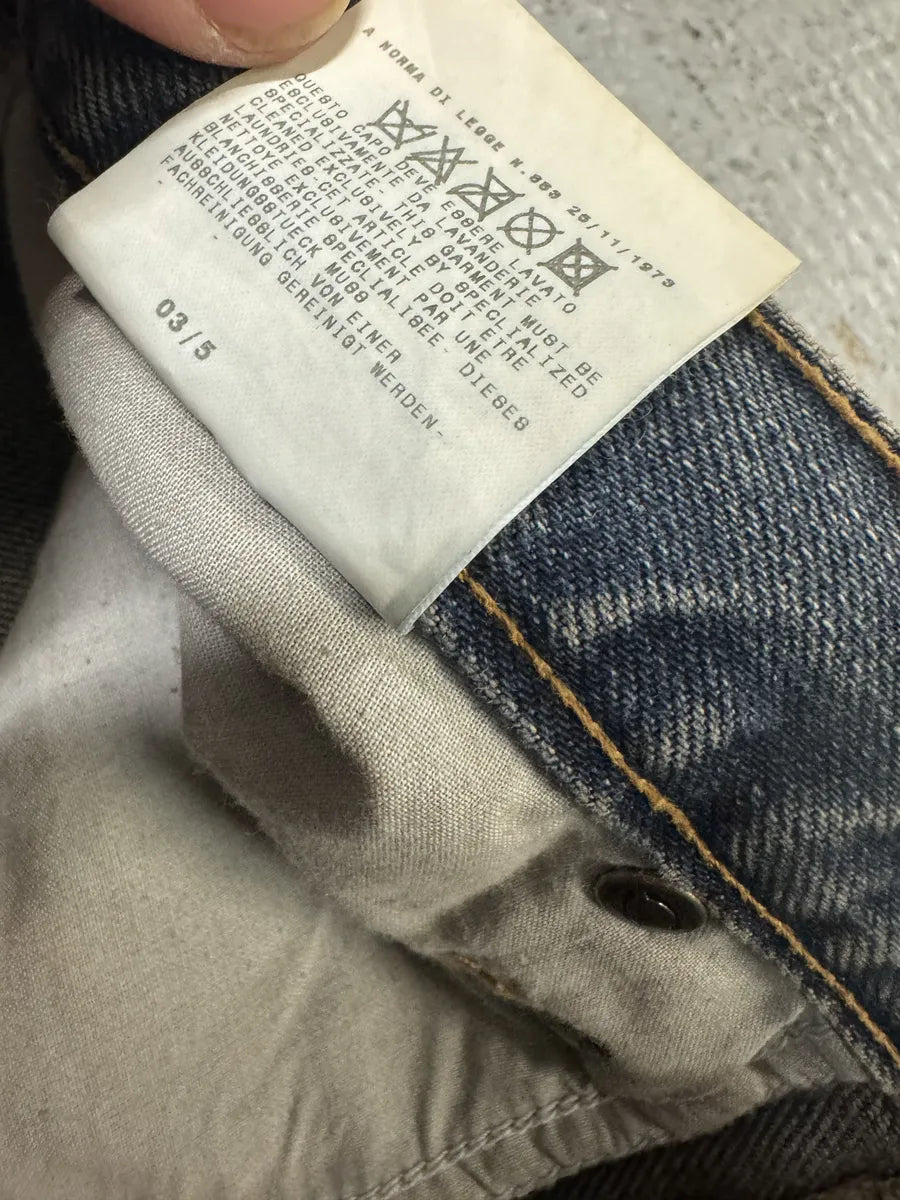 A NORMA DI LEGGE N.883 26/11/1973
QUESTO CAPO DEVE ESSERE LAVATO
ESCLUSIVAMENTE DA LAVANDERIE
SPECIALIZZATE- THIS GARMENT MUST BE
CLEANED EXCLUSIVELY BY SPECIALIZED
LAUNDRIES-CET ARTICLE DOIT ETRE
NETTOYE EXCLUSIVEMENT PAR UNE
BLANCHISSERIE SPECIALISEE- DIESES
KLEIDUNGSSTUECK MUSS
AUSSCHLIESSLICH VON EINER
FACHREINIGUNG GEREINIGT WERDEN-
03/5